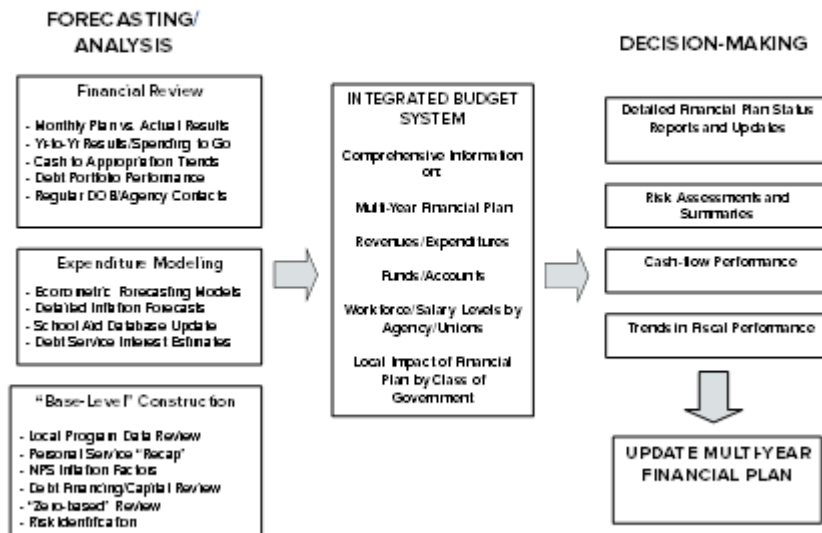 FORECASTING/
ANALYSIS
Financial Review
- Monthly Plan vs. Actual Results
- Yr-to-Yr Results/Spending to Go
- Cash to Appropriation Trends
- Debt Portfolio Performance
- Regular DOB/Agency Contacts
Expenditure Modeling
- Econometric Forecasting Models
- Detailed Inflation Forecasts
- School Aid Database Update
- Debt Service Interest Estimates
"Base-Level" Construction
- Local Program Data Review
- Personal Service "Recap"
- NPS Inflation Factors
- Debt Financing/Capital Review
- "Zero-based" Review
- Risk Identification
INTEGRATED BUDGET
SYSTEM
Comprehensive Information
on:
Multi-Year Financial Plan
Revenues/Expenditures
Funds/Accounts
Workforce/Salary Levels by
Agency/Unions
Local Impact of Financial
Plan by Class of
Government
DECISION-MAKING
Detailed Financial Plan Status
Reports and Updates
Risk Assessments and
Summaries
Cash-flow Performance
Trends in Fiscal Performance
UPDATE MULTI-YEAR
FINANCIAL PLAN